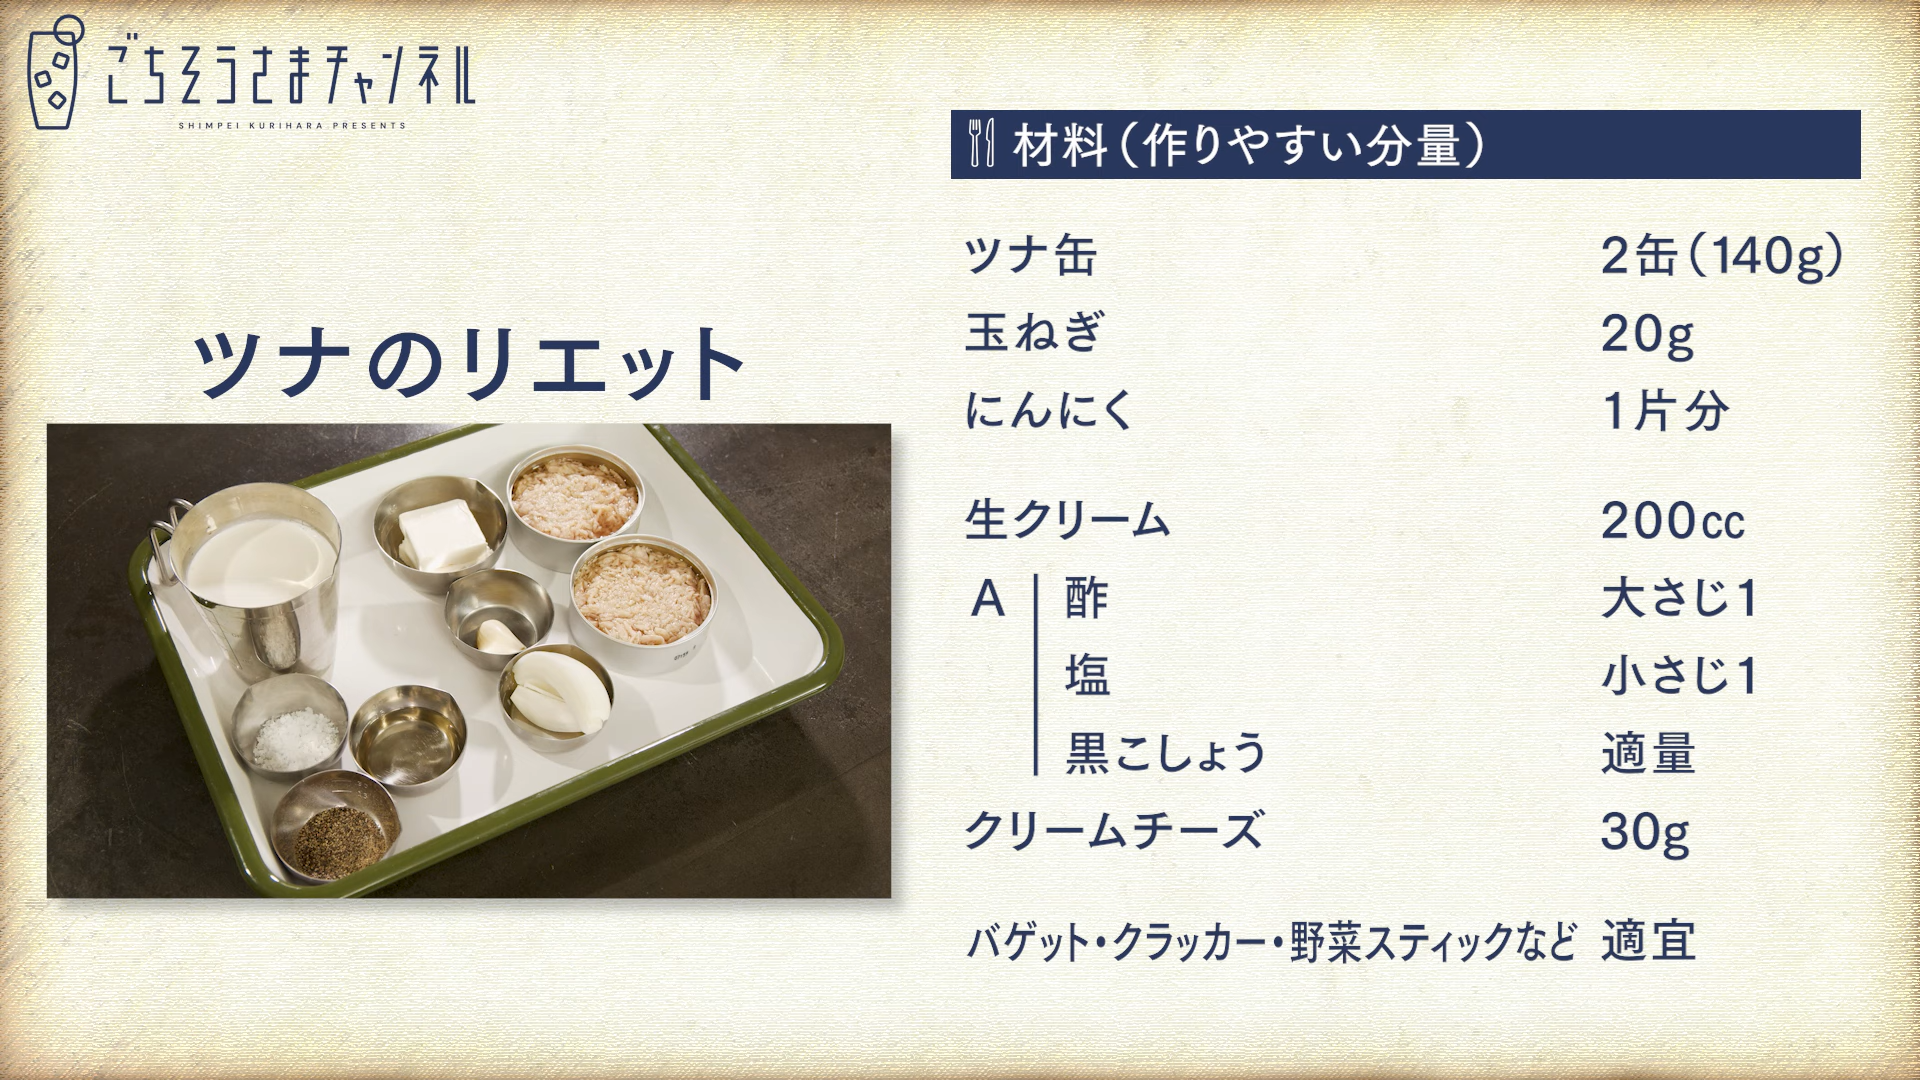 ごちそうさまチャンネル
SHIMPEI KURIHARA PRESENTS
ツナのリエット
材料（作りやすい分量）
ツナ缶 2缶（140g）
玉ねぎ 20g
にんにく 1片分
生クリーム 200cc
A 酢 大さじ1
塩 小さじ1
黒こしょう 適量
クリームチーズ 30g
バゲット・クラッカー・野菜スティックなど 適宜